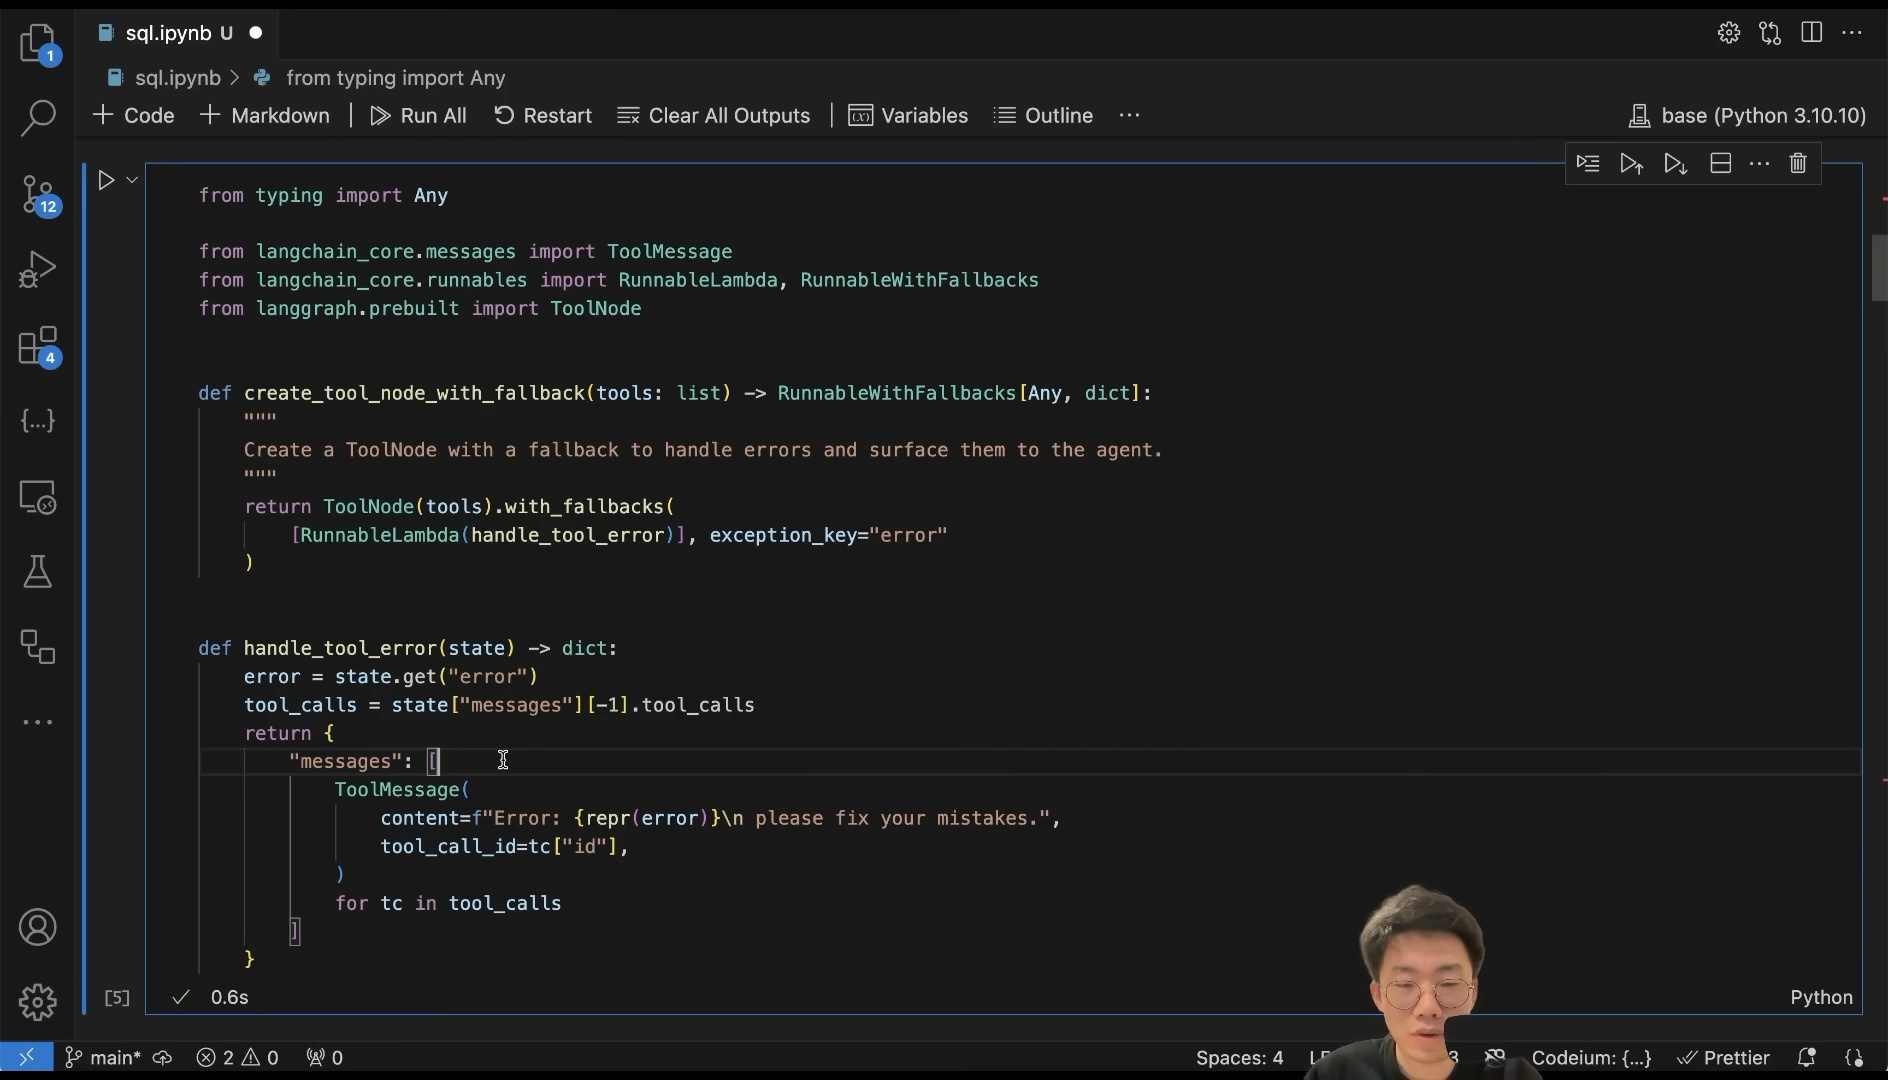 sql.ipynb U
sql.ipynb > from typing import Any
Code Markdown Run All Restart Clear All Outputs Variables Outline ... base (Python 3.10.10)
1
12
4
from typing import Any
from langchain_core.messages import ToolMessage
from langchain_core.runnables import RunnableLambda, RunnableWithFallbacks
from langgraph.prebuilt import ToolNode
def create_tool_node_with_fallback(tools: list) -> RunnableWithFallbacks[Any, dict]:
"""
Create a ToolNode with a fallback to handle errors and surface them to the agent.
"""
return ToolNode(tools).with_fallbacks(
[RunnableLambda(handle_tool_error)], exception_key="error"
)
def handle_tool_error(state) -> dict:
error = state.get("error")
tool_calls = state["messages"][-1].tool_calls
return {
"messages": [
ToolMessage(
content=f"Error: {repr(error)}\n please fix your mistakes.",
tool_call_id=tc["id"],
)
for tc in tool_calls
]
}
[5] 0.6s Python
main* 2 0 0 Spaces: 4 Codeium: {...} Prettier